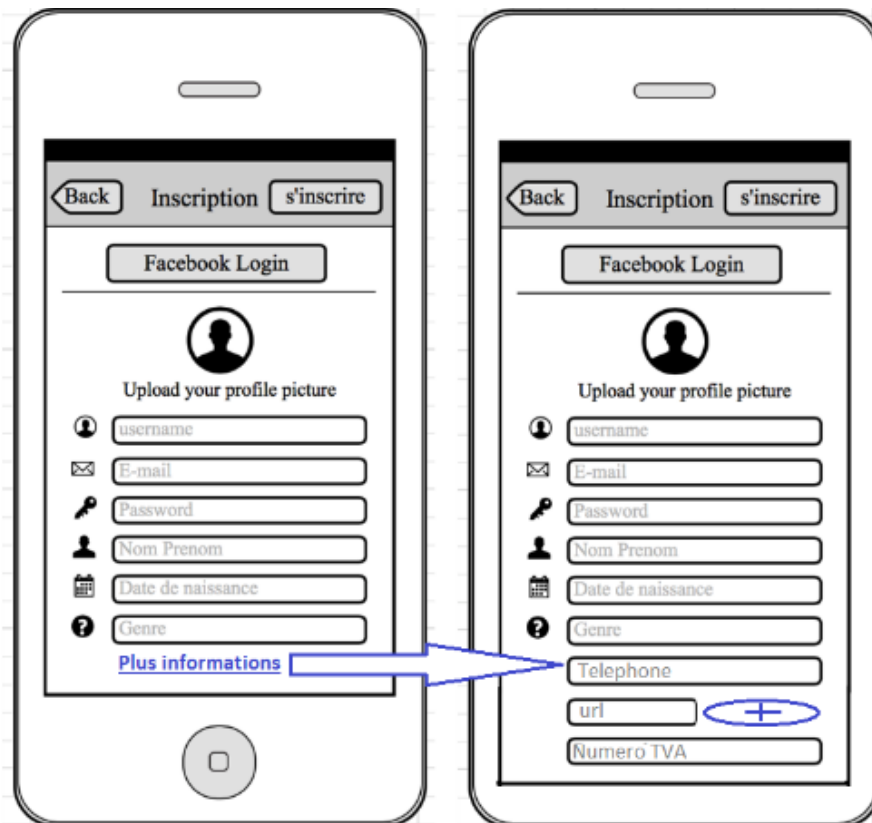 Back Inscription s'inscrire
Facebook Login
Upload your profile picture
username
E-mail
Password
Nom Prenom
Date de naissance
Genre
Plus informations
Back Inscription s'inscrire
Facebook Login
Upload your profile picture
username
E-mail
Password
Nom Prenom
Date de naissance
Genre
Telephone
url
Numero TVA